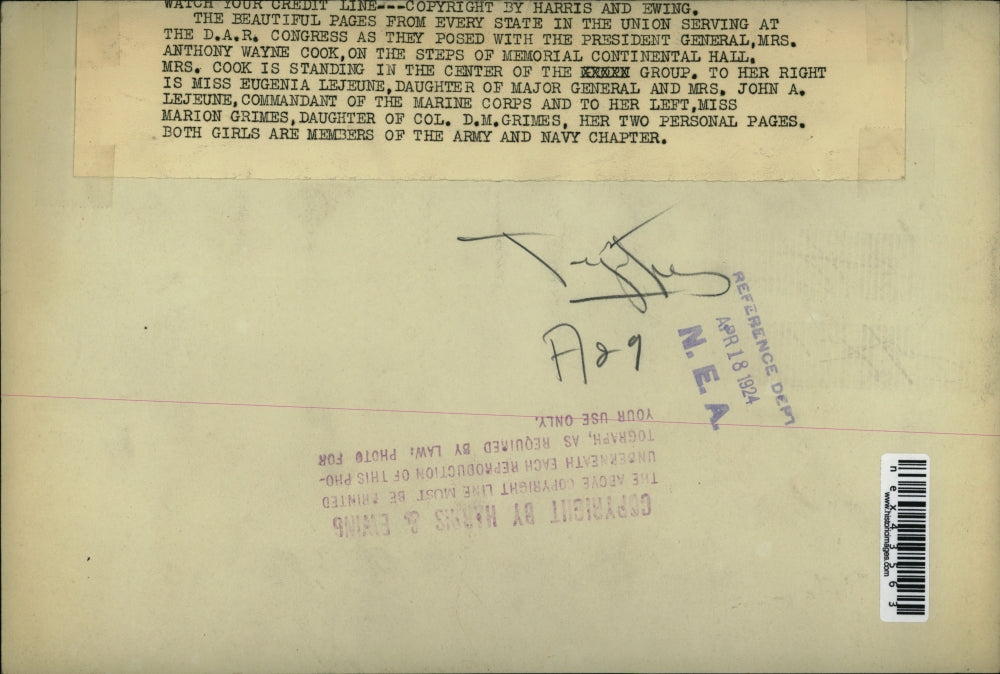 WATCH YOUR CREDIT LINE---COPYRIGHT BY HARRIS AND EWING.
THE BEAUTIFUL PAGES FROM EVERY STATE IN THE UNION SERVING AT
THE D.A.R. CONGRESS AS THEY POSED WITH THE PRESIDENT GENERAL,MRS.
ANTHONY WAYNE COOK,ON THE STEPS OF MEMORIAL CONTINENTAL HALL.
MRS. COOK IS STANDING IN THE CENTER OF THE XXXXX GROUP. TO HER RIGHT
IS MISS EUGENIA LEJEUNE,DAUGHTER OF MAJOR GENERAL AND MRS. JOHN A.
LEJEUNE,COMMANDANT OF THE MARINE CORPS AND TO HER LEFT,MISS
MARION GRIMES,DAUGHTER OF COL. D.M.GRIMES, HER TWO PERSONAL PAGES.
BOTH GIRLS ARE MEMBERS OF THE ARMY AND NAVY CHAPTER.
A29
REFERENCE DEPT
APR 18 1924
N. E. A.
COPYRIGHT BY HARRIS & EWING
THE ABOVE COPYRIGHT LINE MUST BE PRINTED
UNDERNEATH EACH REPRODUCTION OF THIS PHO-
TOGRAPH, AS REQUIRED BY LAW: PHOTO FOR
YOUR USE ONLY.
www.historicimages.com
nex43563